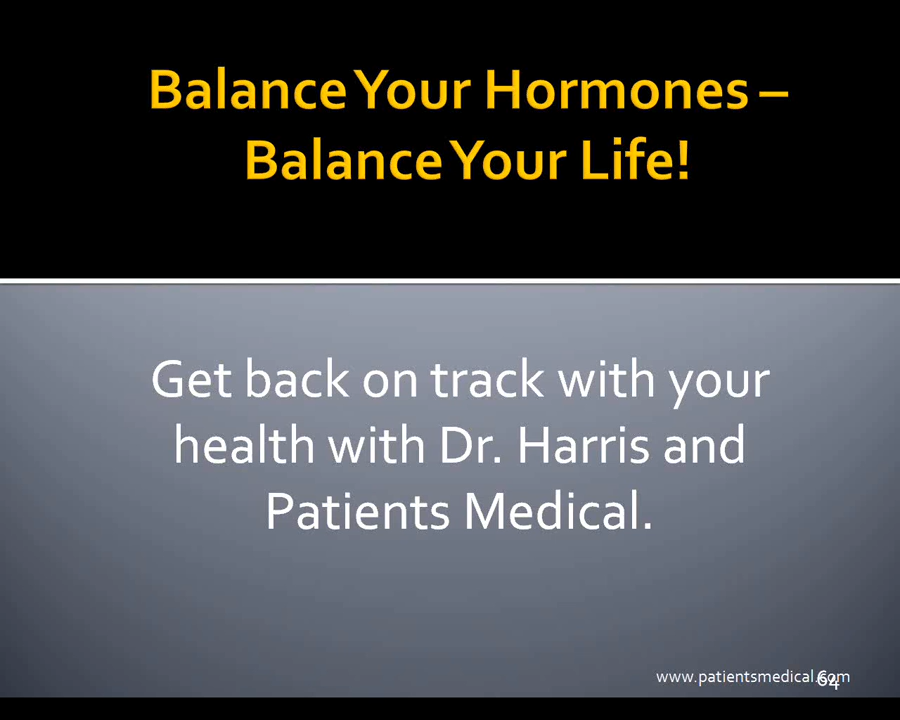 Balance Your Hormones –
Balance Your Life!
Get back on track with your
health with Dr. Harris and
Patients Medical.
www.patientsmedical.com
64